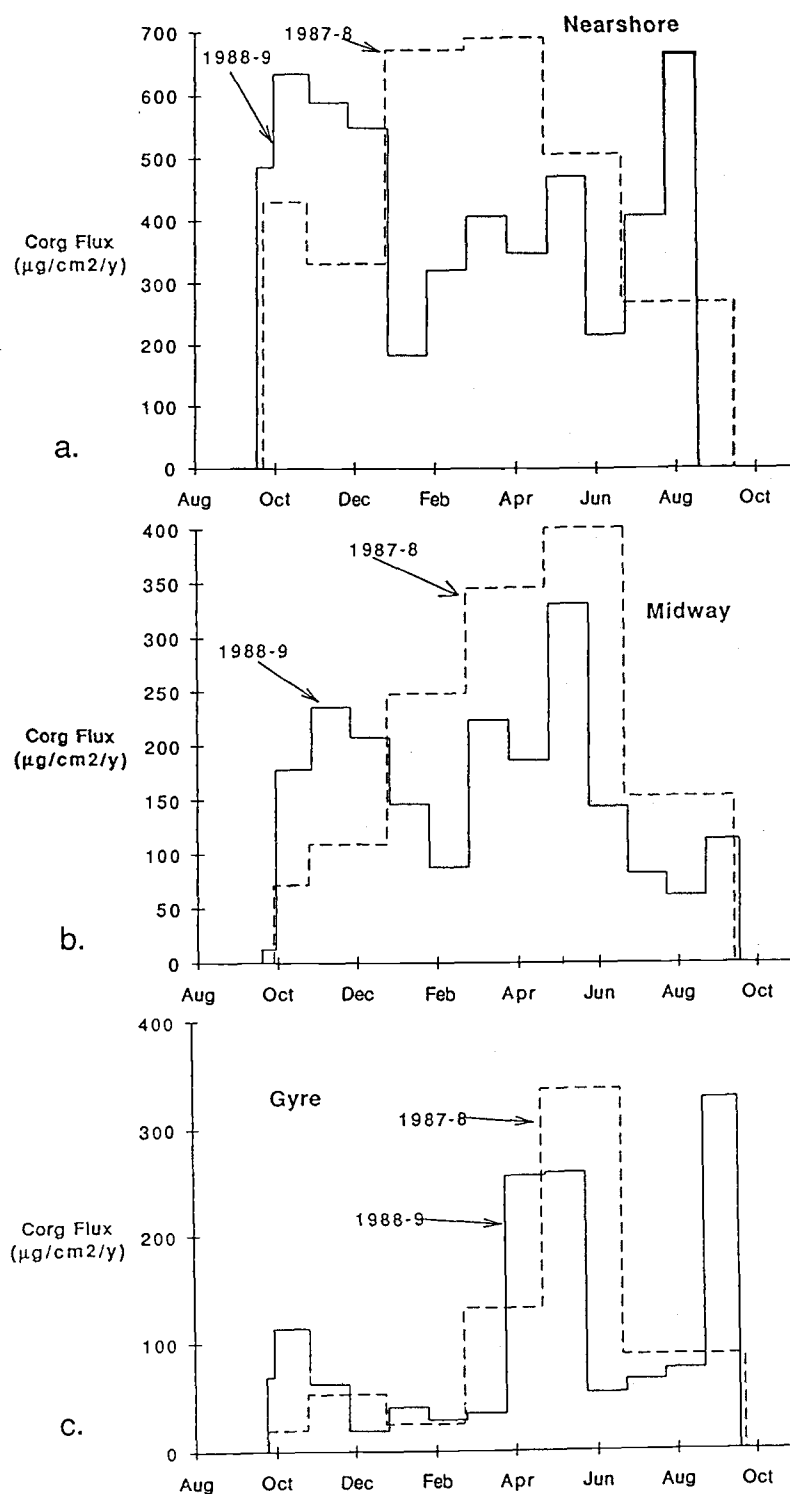 Nearshore
1987-8
1988-9
700
600
500
400
300
200
100
0
Corg Flux
(µg/cm2/y)
a.
Aug Oct Dec Feb Apr Jun Aug Oct
400
350
300
250
200
150
100
50
0
1987-8
Midway
1988-9
Corg Flux
(µg/cm2/y)
b.
Aug Oct Dec Feb Apr Jun Aug Oct
400
300
200
100
0
Gyre
1987-8
1988-9
Corg Flux
(µg/cm2/y)
c.
Aug Oct Dec Feb Apr Jun Aug Oct